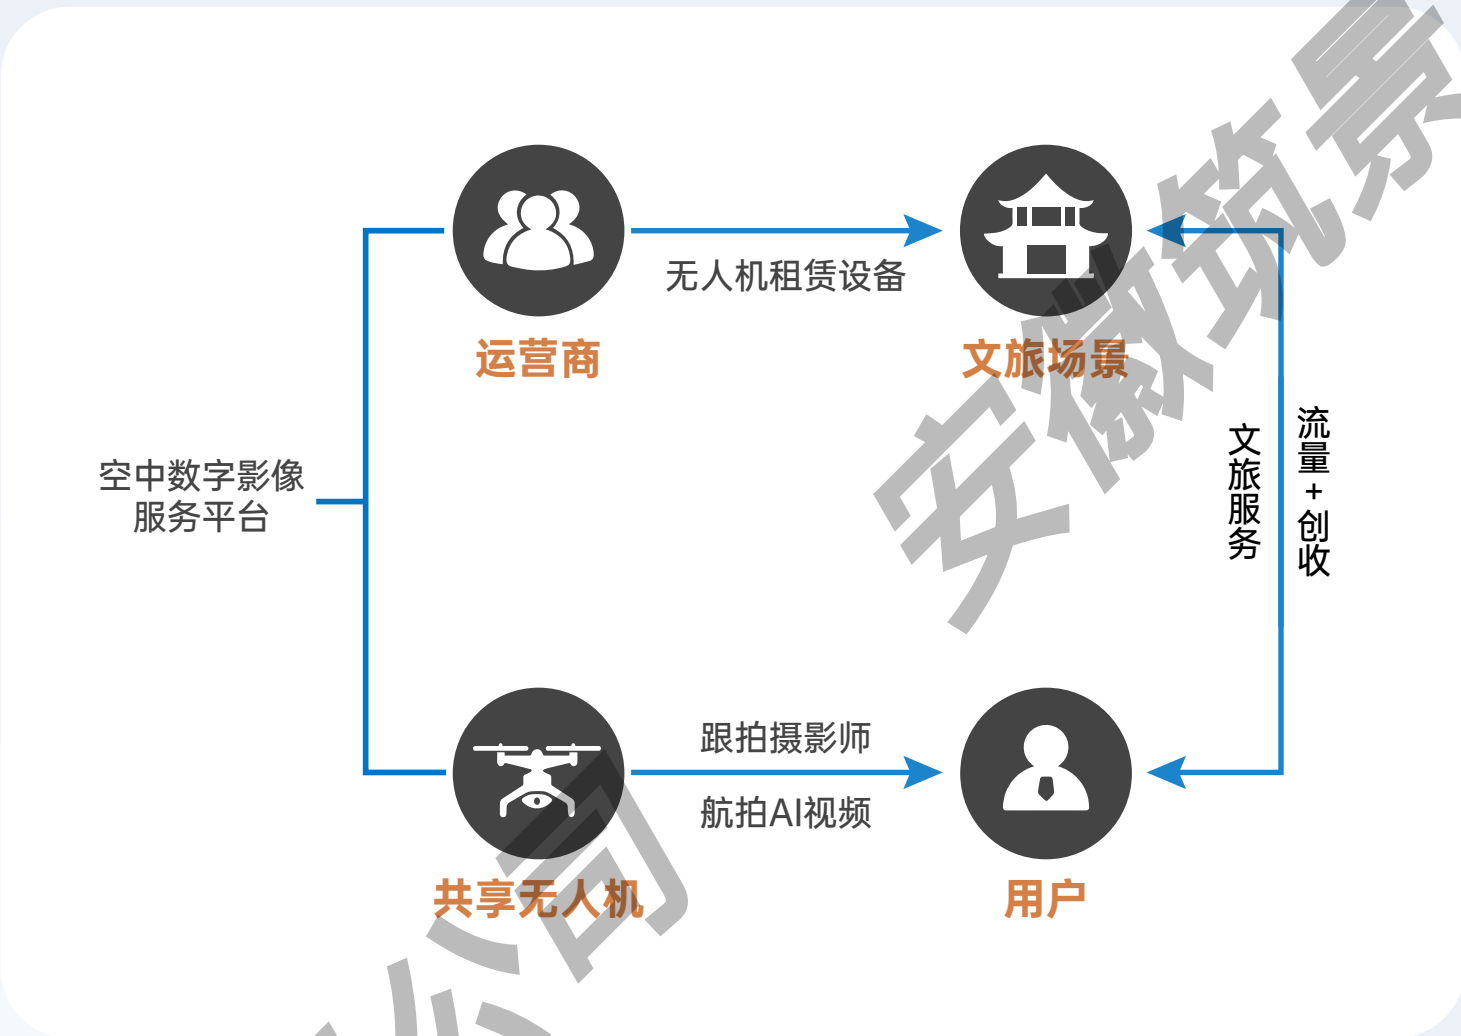 运营商
无人机租赁设备
文旅场景
空中数字影像
服务平台
文旅服务
流量+创收
跟拍摄影师
航拍AI视频
共享无人机
用户
安徽筑景
公司